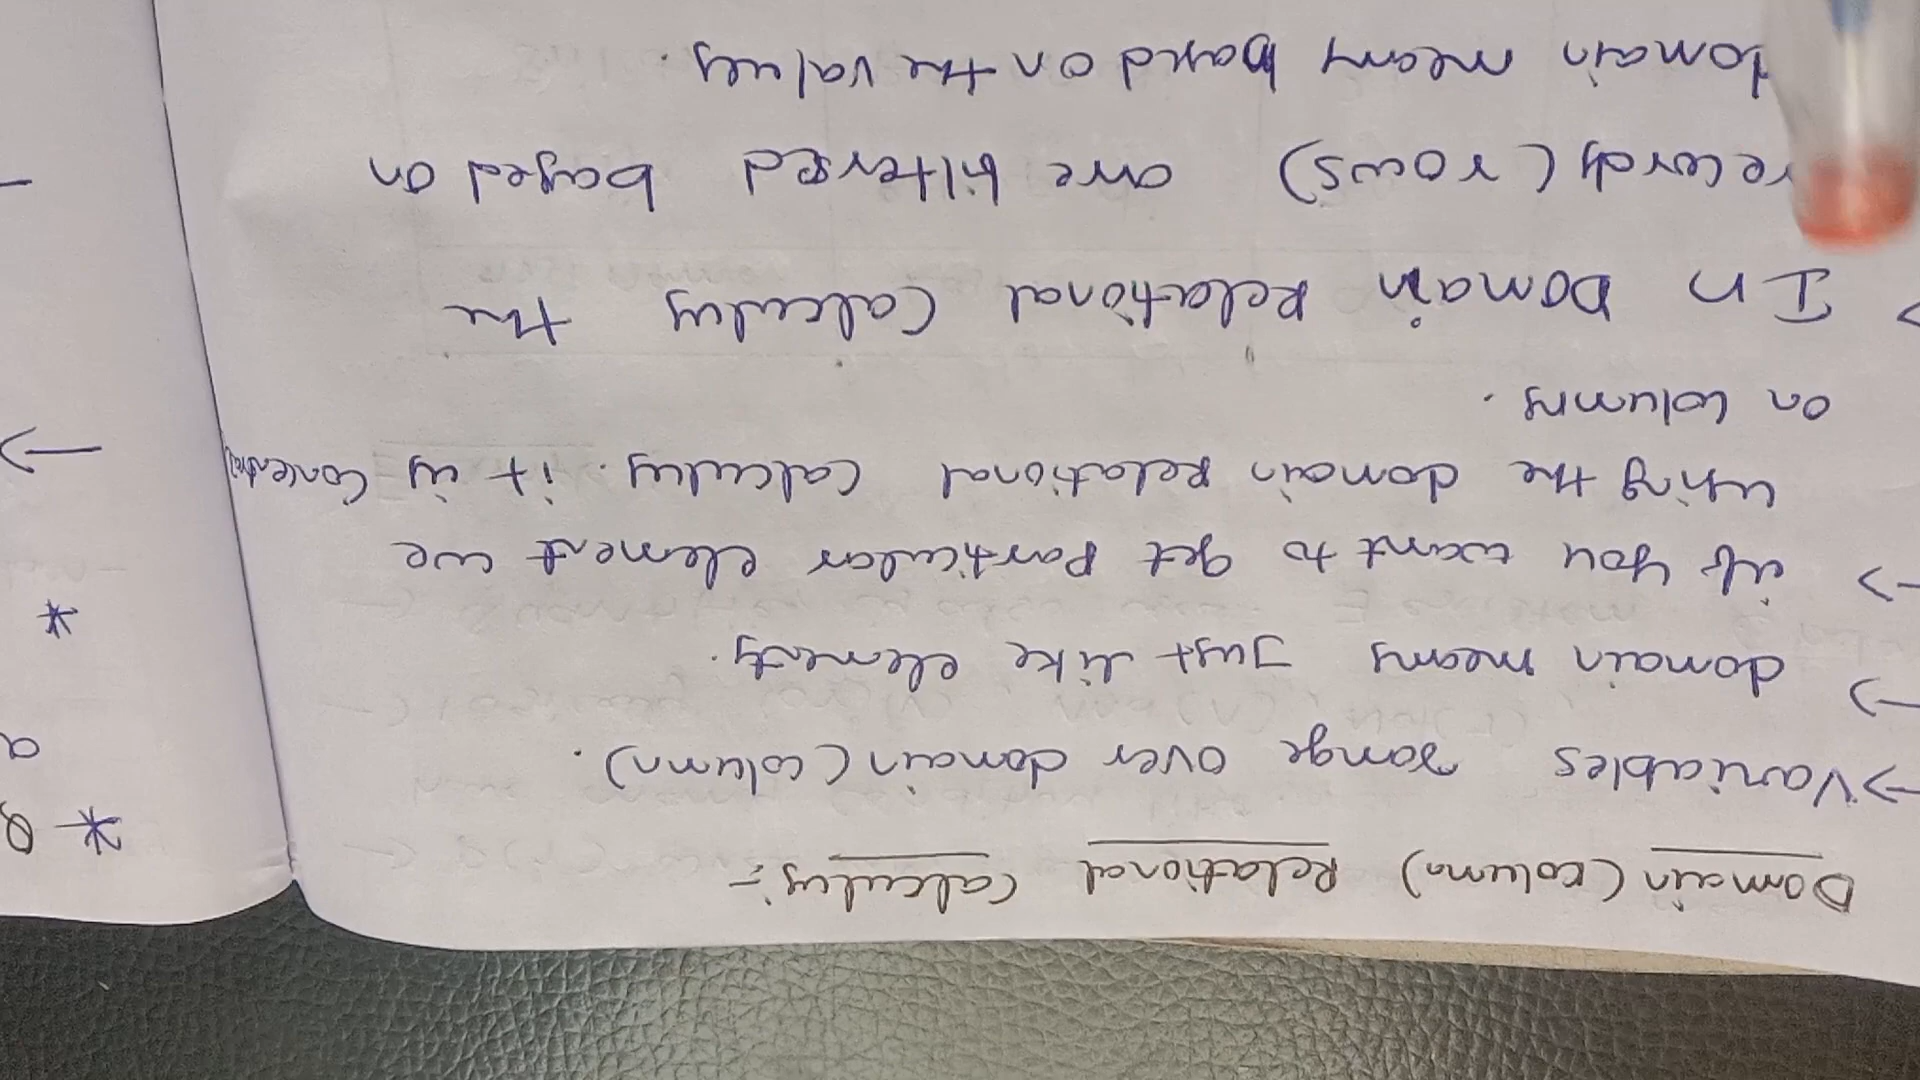 Domain (column) Relational Calculus:-
→ Variables range over domain (column).
→ domain means Just like elements.
→ if you want to get particular element we
using the domain Relational calculus. it is
on columns.
> In Domain Relational Calculus the
records (rows) are filtered based on
domain means based on the values.
*
a
*
→
-